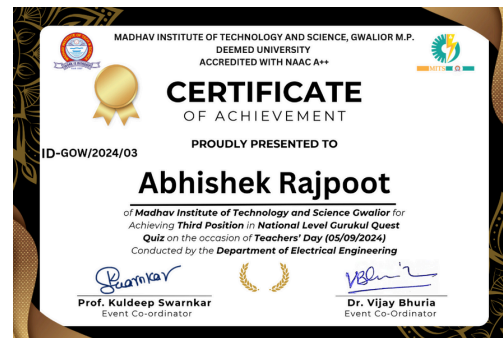 MADHAV INSTITUTE OF TECHNOLOGY AND SCIENCE, GWALIOR M.P.
DEEMED UNIVERSITY
ACCREDITED WITH NAAC A++
MITS
CERTIFICATE
OF ACHIEVEMENT
ID-GOW/2024/03
PROUDLY PRESENTED TO
Abhishek Rajpoot
of Madhav Institute of Technology and Science Gwalior for
Achieving Third Position in National Level Gurukul Quest
Quiz on the occasion of Teachers' Day (05/09/2024)
Conducted by the Department of Electrical Engineering
Prof. Kuldeep Swarnkar
Event Co-ordinator
Dr. Vijay Bhuria
Event Co-Ordinator